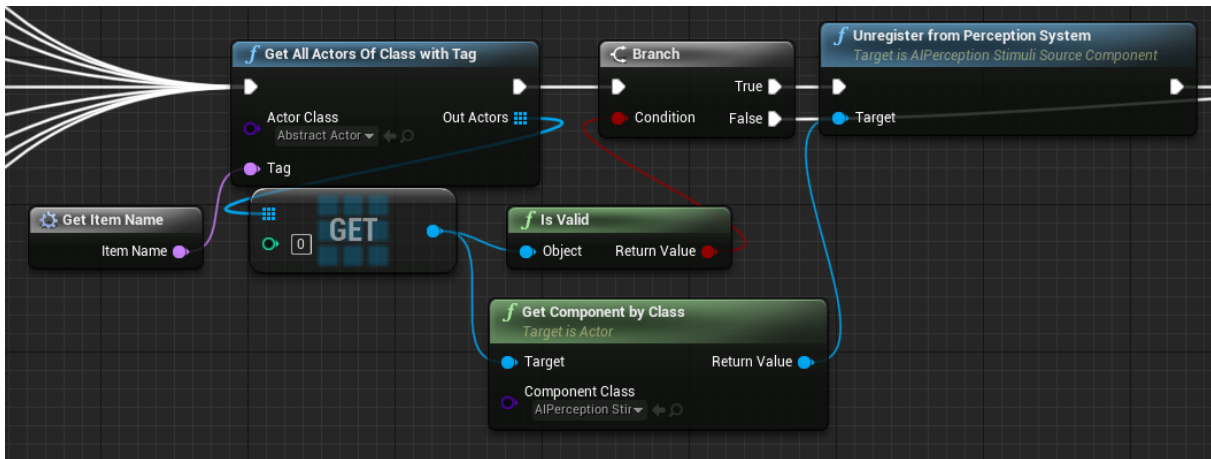 Get All Actors Of Class with Tag
Actor Class
Abstract Actor
Out Actors
Tag
Branch
True
Condition
False
Unregister from Perception System
Target is AIPerception Stimuli Source Component
Target
Get Item Name
Item Name
0
GET
Is Valid
Object
Return Value
Get Component by Class
Target is Actor
Target
Return Value
Component Class
AIPerception Stir